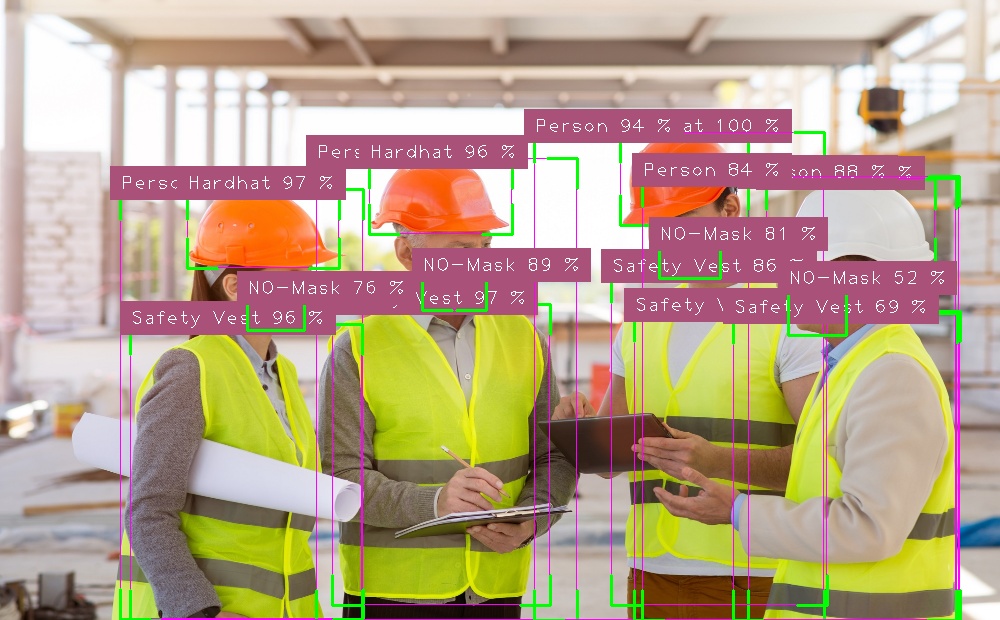 Person 94 % at 100 %
Pers Hardhat 96 %
Person 84 % son 88 % %
Persc Hardhat 97 %
NO-Mask 81 %
NO-Mask 89 %
Safety Vest 86 %
NO-Mask 52 %
NO-Mask 76 %
Vest 97 %
Safety Vest 69 %
Safety
Safety Vest 96 %